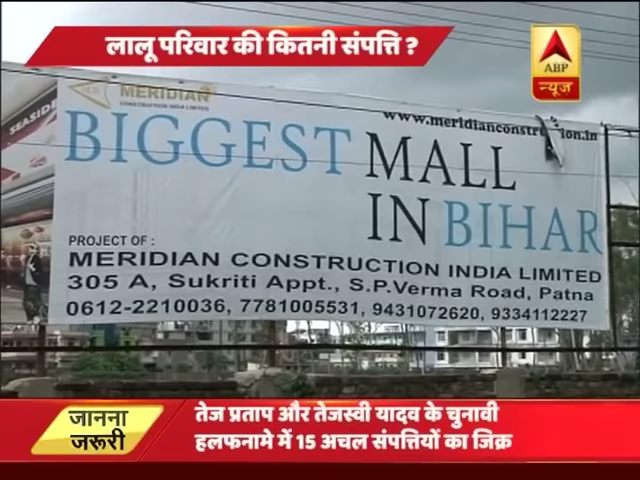 लालू परिवार की कितनी संपत्ति ?
ABP
न्यूज़
MERIDIAN
CONSTRUCTION INDIA LIMITED
www.meridianconstr tion.in
BIGGEST MALL
IN BIHAR
SEASIDE
PROJECT OF :
MERIDIAN CONSTRUCTION INDIA LIMITED
305 A, Sukriti Appt., S.P.Verma Road, Patna
0612-2210036, 7781005531, 9431072620, 9334112227
जानना
जरूरी
तेज प्रताप और तेजस्वी यादव के चुनावी
हलफनामे में 15 अचल संपत्तियों का जिक्र